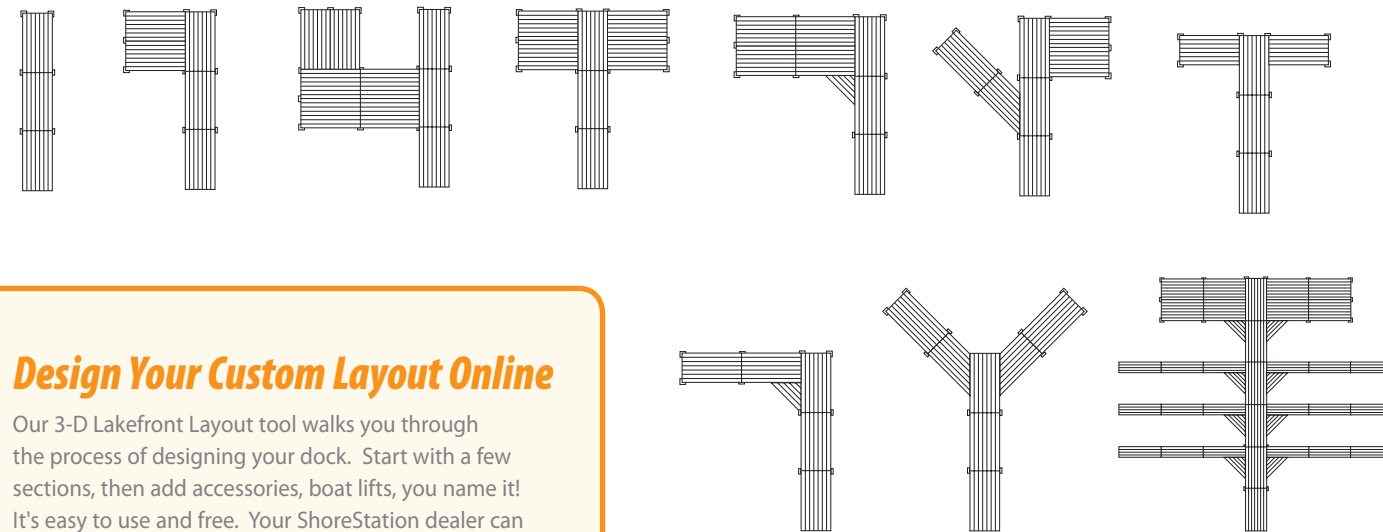 Design Your Custom Layout Online
Our 3-D Lakefront Layout tool walks you through
the process of designing your dock.  Start with a few
sections, then add accessories, boat lifts, you name it!
It's easy to use and free.  Your ShoreStation dealer can